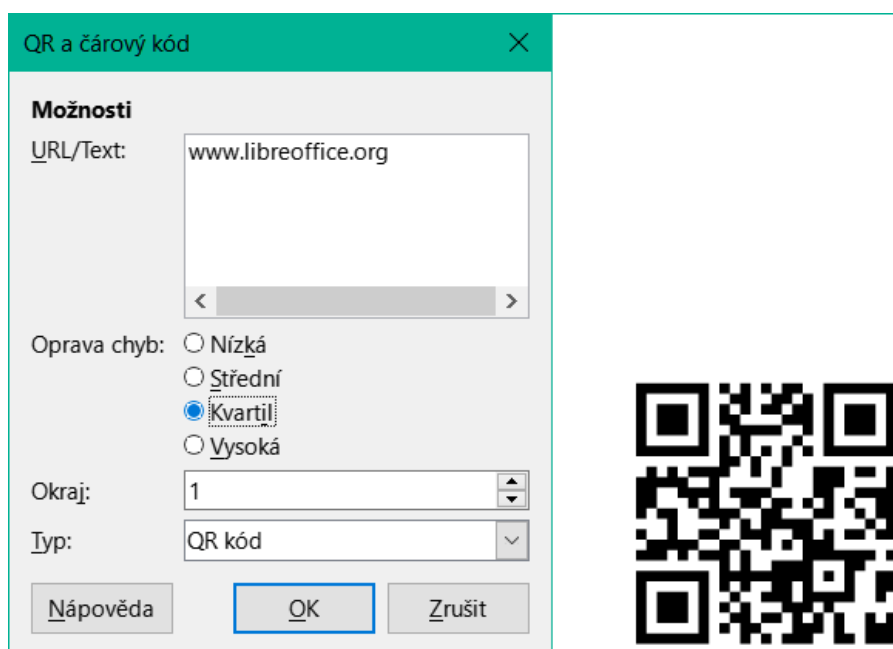 QR a čárový kód
Možnosti
URL/Text: www.libreoffice.org
Oprava chyb: Nízká
Střední
Kvartil
Vysoká
Okraj: 1
Typ: QR kód
Nápověda OK Zrušit